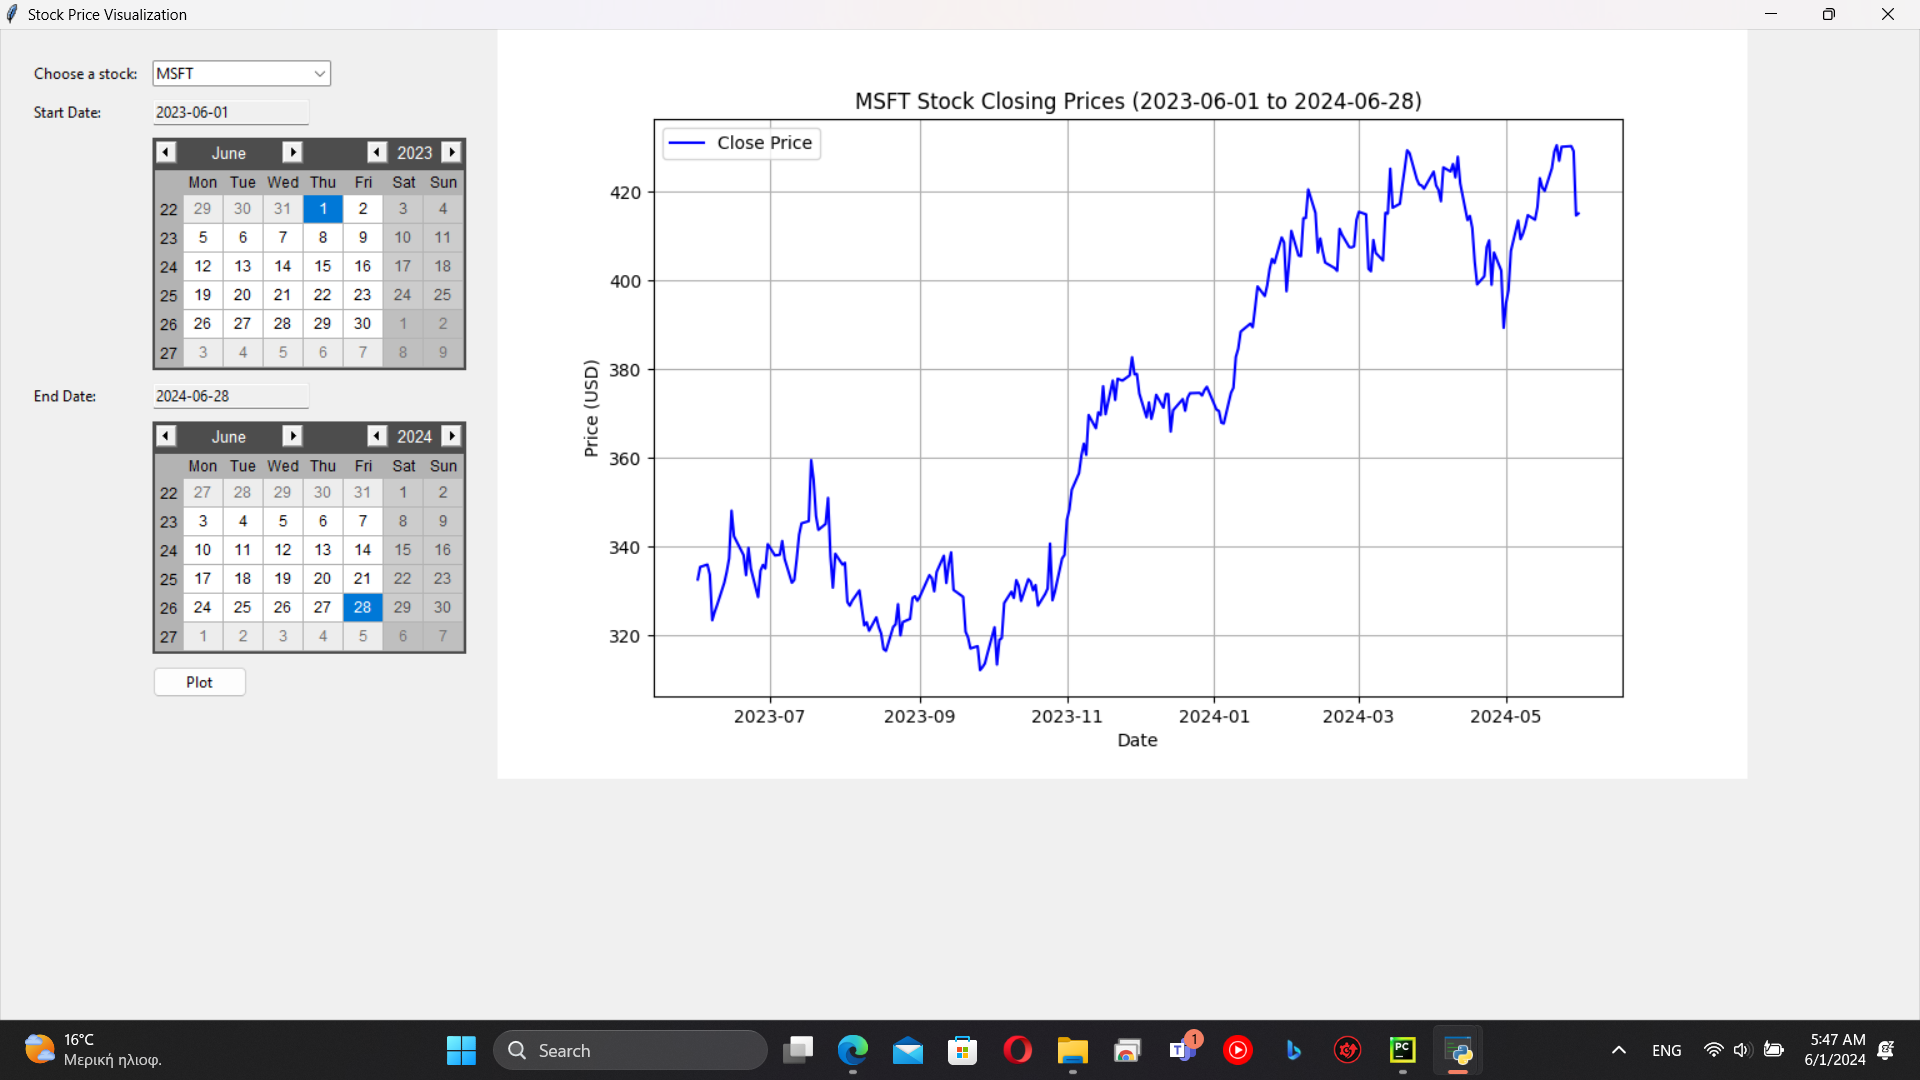 Stock Price Visualization
Choose a stock: MSFT
Start Date: 2023-06-01
June 2023
Mon Tue Wed Thu Fri Sat Sun
22 29 30 31 1 2 3 4
23 5 6 7 8 9 10 11
24 12 13 14 15 16 17 18
25 19 20 21 22 23 24 25
26 26 27 28 29 30 1 2
27 3 4 5 6 7 8 9
End Date: 2024-06-28
June 2024
Mon Tue Wed Thu Fri Sat Sun
22 27 28 29 30 31 1 2
23 3 4 5 6 7 8 9
24 10 11 12 13 14 15 16
25 17 18 19 20 21 22 23
26 24 25 26 27 28 29 30
27 1 2 3 4 5 6 7
Plot
MSFT Stock Closing Prices (2023-06-01 to 2024-06-28)
Close Price
420
400
380
360
340
320
Price (USD)
2023-07 2023-09 2023-11 2024-01 2024-03 2024-05
Date
16°C
Μερική ηλιοφ.
Search
1
PC
ENG
5:47 AM
6/1/2024